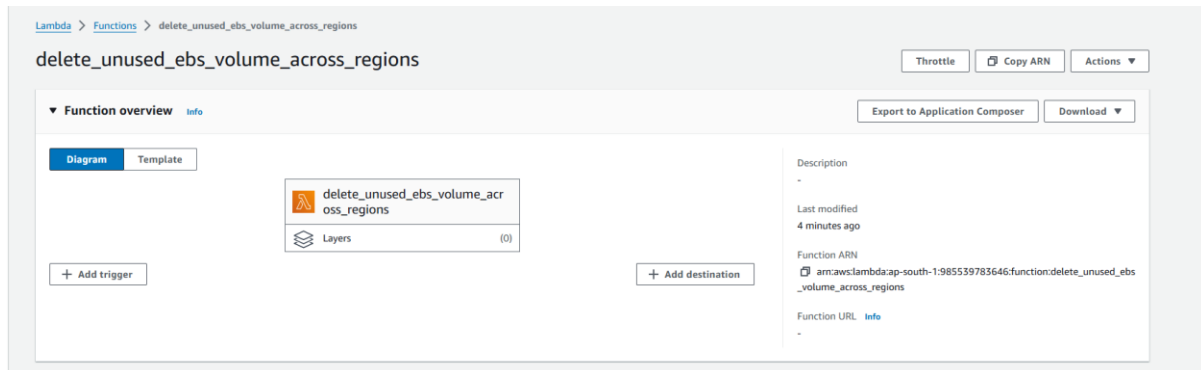 Lambda > Functions > delete_unused_ebs_volume_across_regions
delete_unused_ebs_volume_across_regions
Throttle
Copy ARN
Actions ▼
▼ Function overview Info
Export to Application Composer
Download ▼
Diagram
Template
delete_unused_ebs_volume_acr
oss_regions
Layers (0)
+ Add trigger
+ Add destination
Description
-
Last modified
4 minutes ago
Function ARN
arn:aws:lambda:ap-south-1:985539783646:function:delete_unused_ebs
_volume_across_regions
Function URL Info
-